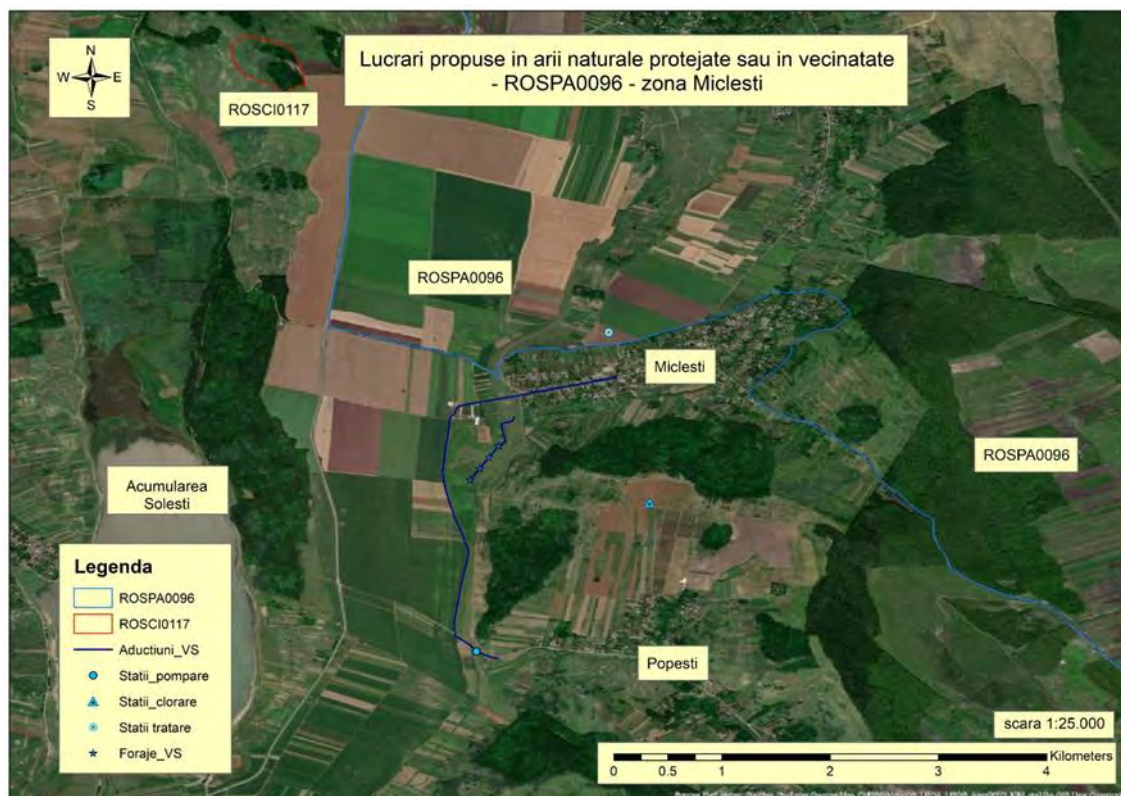 N
W E
S
Lucrari propuse in arii naturale protejate sau in vecinatate
- ROSPA0096 - zona Miclesti
ROSCI0117
ROSPA0096
Miclesti
ROSPA0096
Acumularea
Solesti
Popesti
Legenda
ROSPA0096
ROSCI0117
Aductiuni_VS
Statii_pompare
Statii_clorare
Statii tratare
Foraje_VS
scara 1:25.000
Kilometers
0 0.5 1 2 3 4